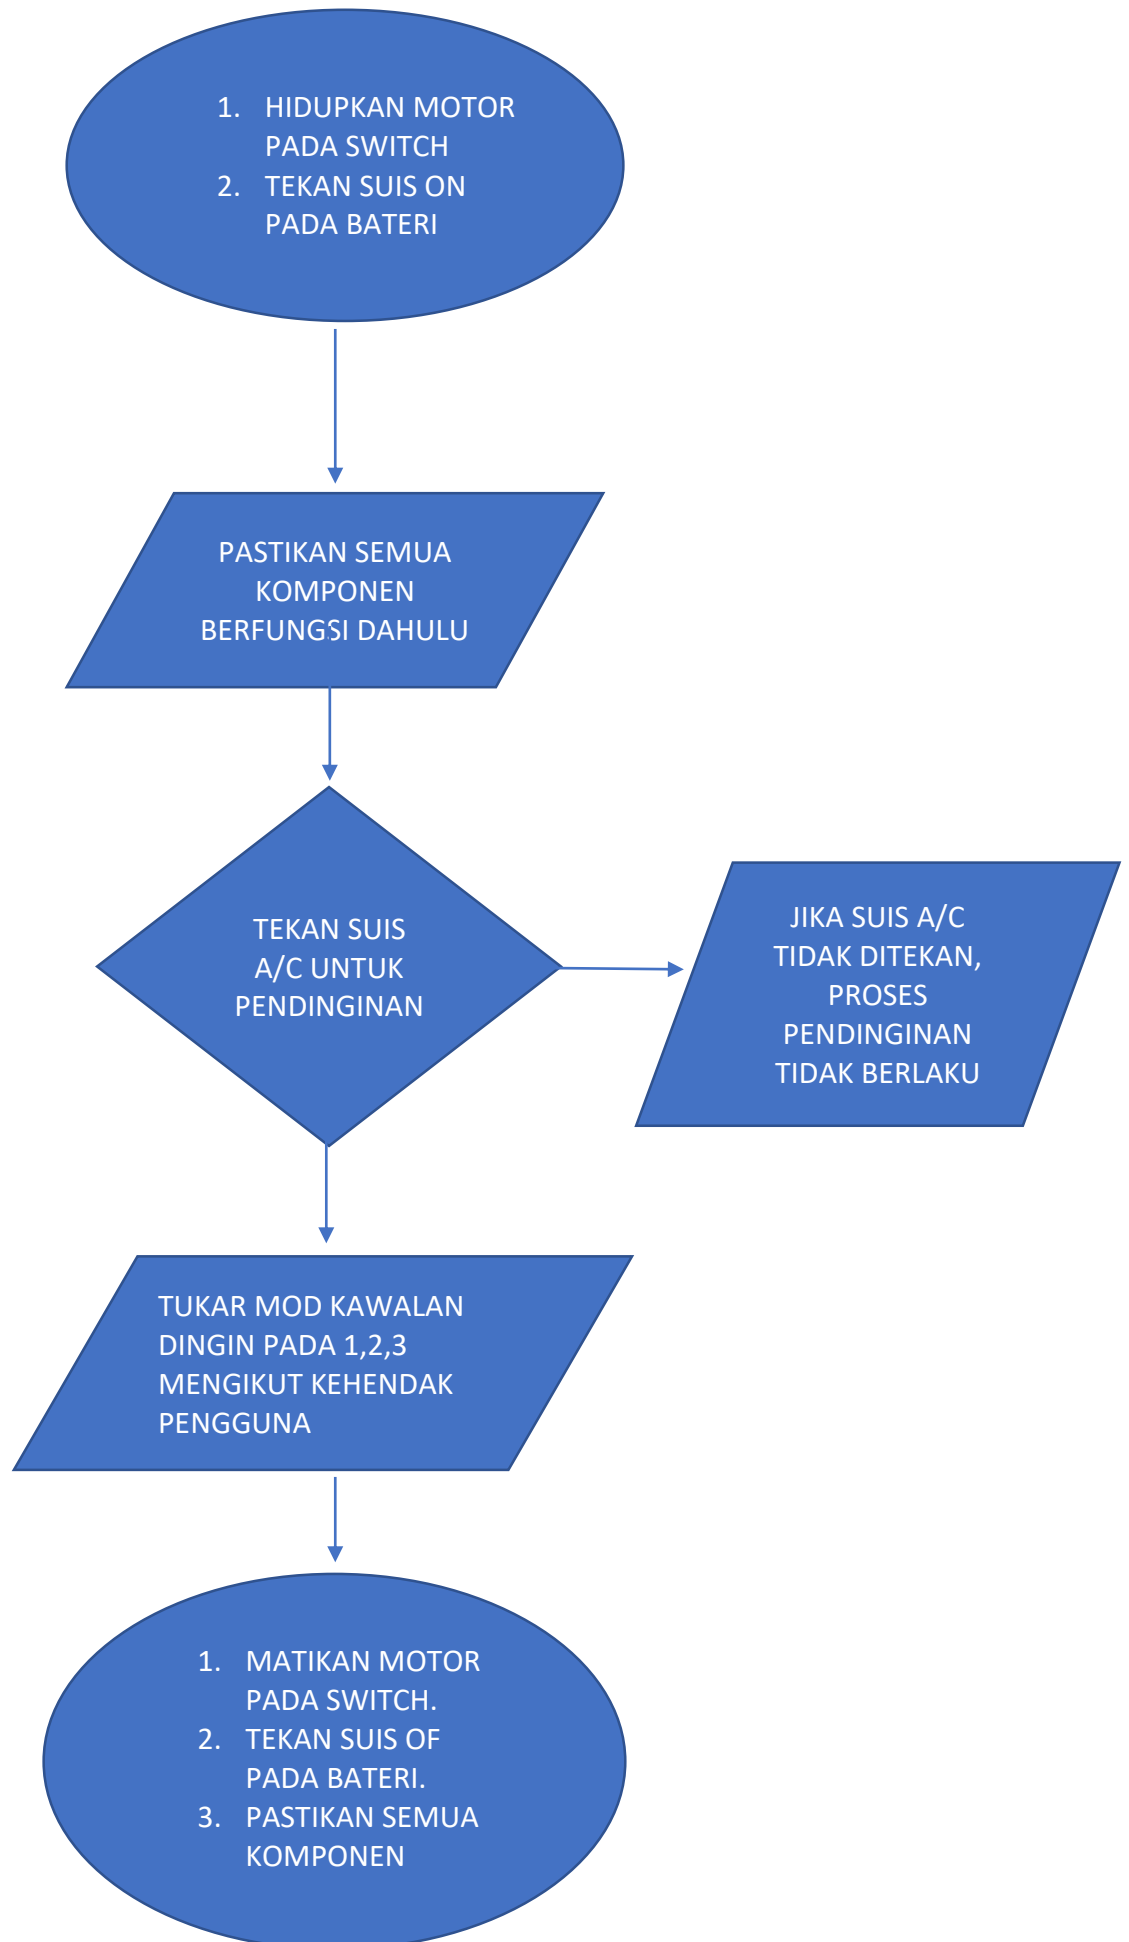 1. HIDUPKAN MOTOR
PADA SWITCH
2. TEKAN SUIS ON
PADA BATERI
PASTIKAN SEMUA
KOMPONEN
BERFUNGSI DAHULU
TEKAN SUIS
A/C UNTUK
PENDINGINAN
JIKA SUIS A/C
TIDAK DITEKAN,
PROSES
PENDINGINAN
TIDAK BERLAKU
TUKAR MOD KAWALAN
DINGIN PADA 1,2,3
MENGIKUT KEHENDAK
PENGGUNA
1. MATIKAN MOTOR
PADA SWITCH.
2. TEKAN SUIS OF
PADA BATERI.
3. PASTIKAN SEMUA
KOMPONEN